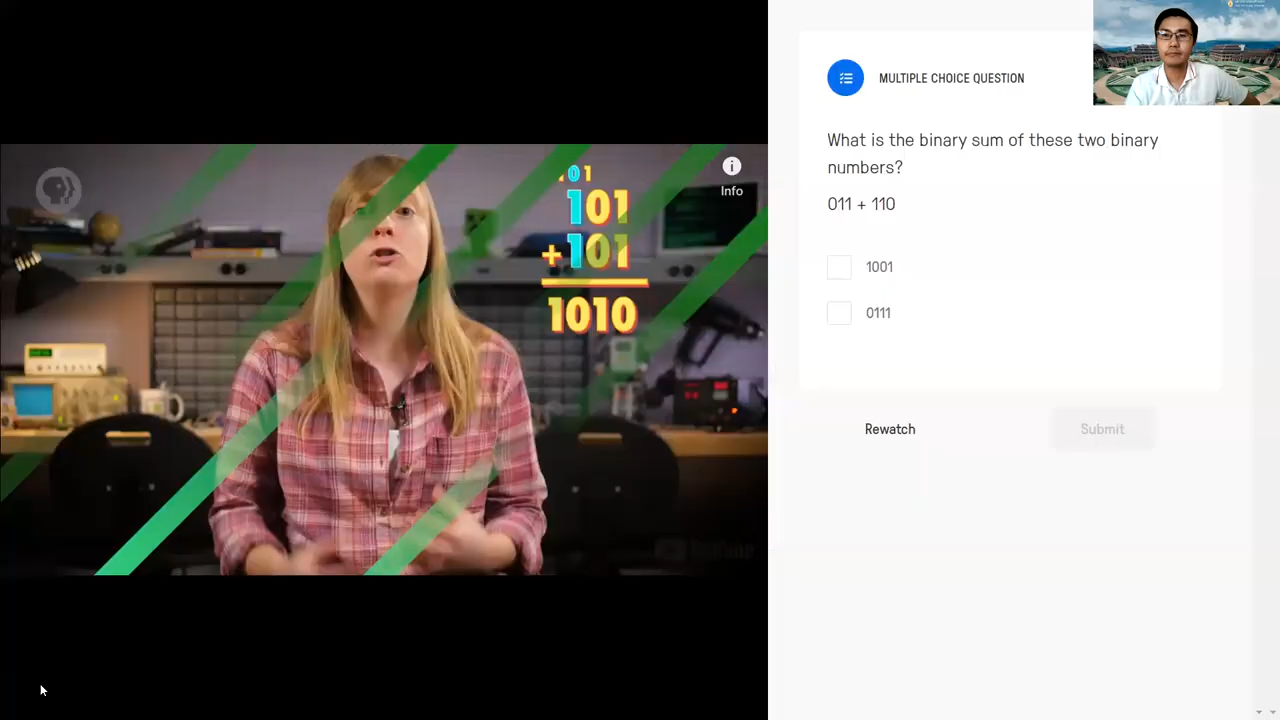 101
101
+101
1010
Info
MULTIPLE CHOICE QUESTION
What is the binary sum of these two binary
numbers?
011 + 110
1001
0111
Rewatch
Submit